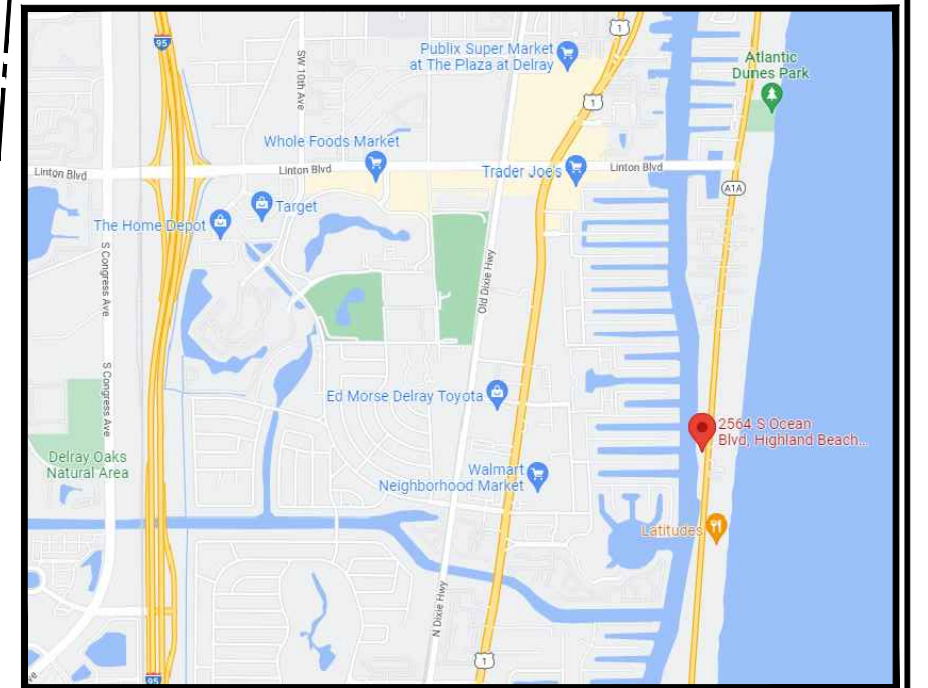 1
95
Publix Super Market
at The Plaza at Delray
Atlantic
Dunes Park
SW 10th Ave
1
Whole Foods Market
Linton Blvd
Linton Blvd
Trader Joe's
Linton Blvd
A1A
Target
The Home Depot
S Congress Ave
Old Dixie Hwy
S Congress Ave
Ed Morse Delray Toyota
2564 S Ocean
Blvd, Highland Beach...
Delray Oaks
Natural Area
Walmart
Neighborhood Market
Latitudes
N Dixie Hwy
1
95